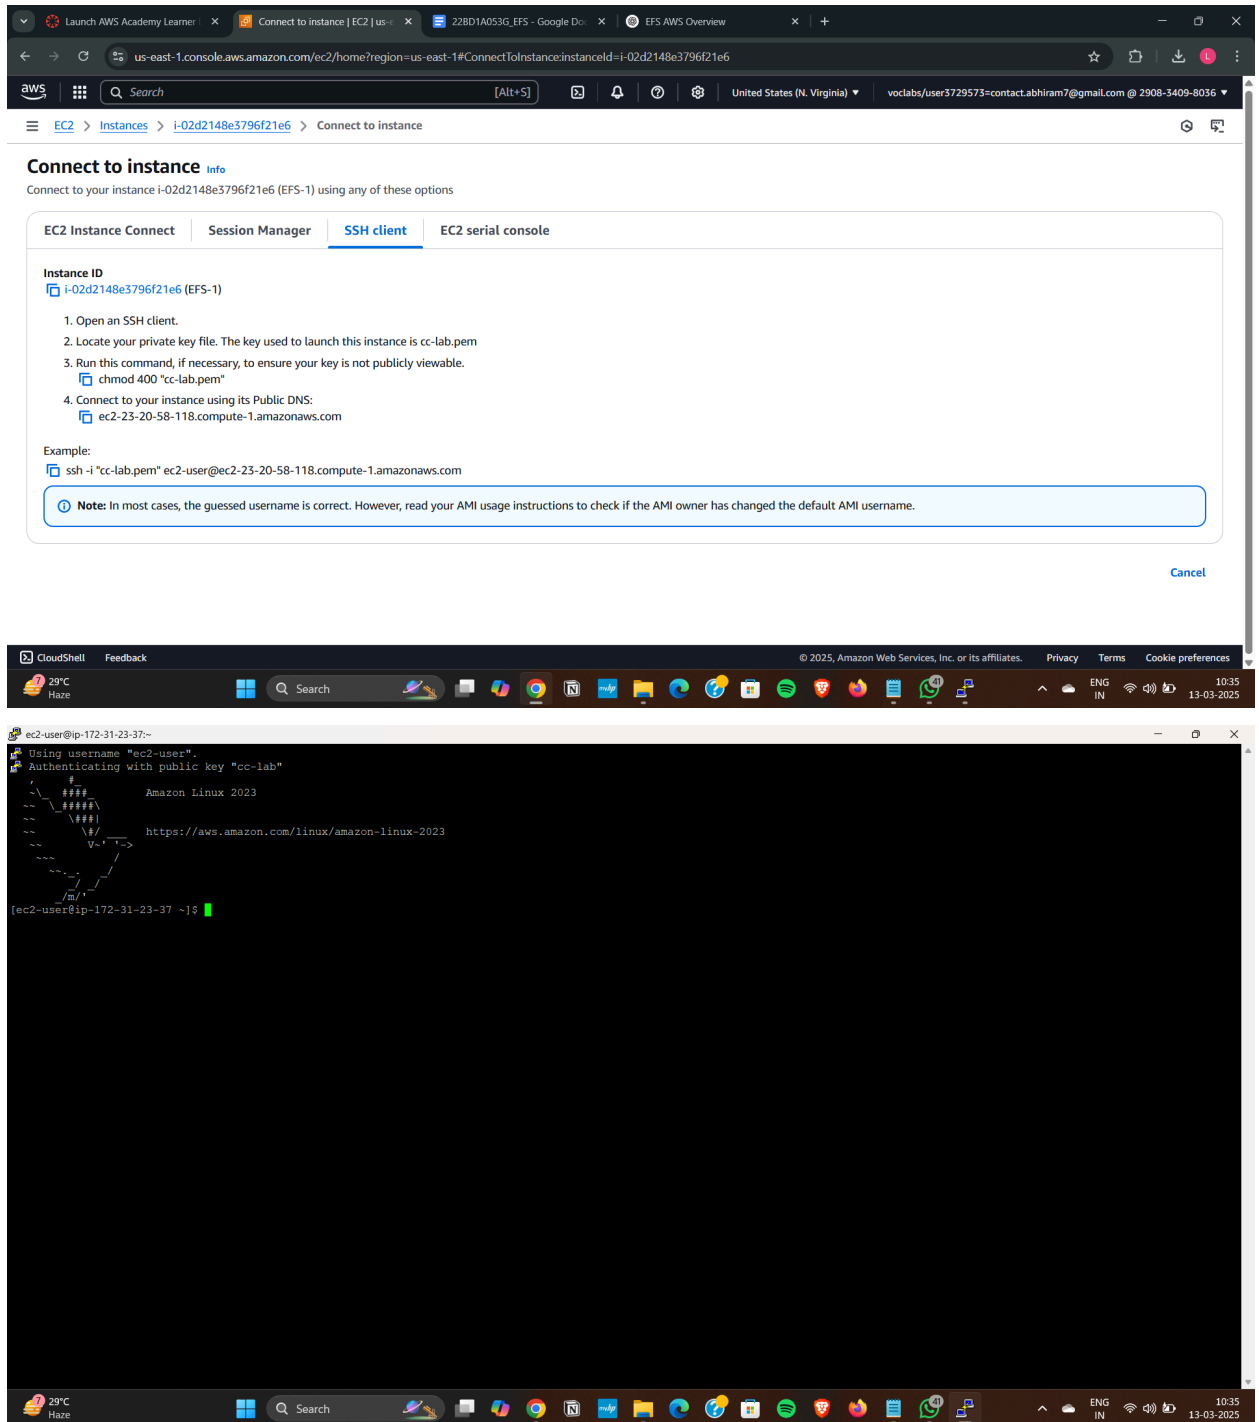 Launch AWS Academy Learner
Connect to instance | EC2 | us-e
22BD1A053G_EFS - Google Do
EFS AWS Overview
us-east-1.console.aws.amazon.com/ec2/home?region=us-east-1#ConnectToInstance:instanceId=i-02d2148e3796f21e6
L
aws
Search [Alt+S]
United States (N. Virginia) ▼
voclabs/user3729573=contact.abhiram7@gmail.com @ 2908-3409-8036 ▼
EC2 > Instances > i-02d2148e3796f21e6 > Connect to instance
Connect to instance Info
Connect to your instance i-02d2148e3796f21e6 (EFS-1) using any of these options
EC2 Instance Connect
Session Manager
SSH client
EC2 serial console
Instance ID
i-02d2148e3796f21e6 (EFS-1)
1. Open an SSH client.
2. Locate your private key file. The key used to launch this instance is cc-lab.pem
3. Run this command, if necessary, to ensure your key is not publicly viewable.
chmod 400 "cc-lab.pem"
4. Connect to your instance using its Public DNS:
ec2-23-20-58-118.compute-1.amazonaws.com
Example:
ssh -i "cc-lab.pem" ec2-user@ec2-23-20-58-118.compute-1.amazonaws.com
Note: In most cases, the guessed username is correct. However, read your AMI usage instructions to check if the AMI owner has changed the default AMI username.
Cancel
CloudShell Feedback
© 2025, Amazon Web Services, Inc. or its affiliates. Privacy Terms Cookie preferences
7
29°C
Haze
Search
41
ENG
IN
10:35
13-03-2025
ec2-user@ip-172-31-23-37:~
Using username "ec2-user".
Authenticating with public key "cc-lab"
   ,     #_
   ~\_  ####_        Amazon Linux 2023
  ~~  \_#####\
  ~~     \###|
  ~~       \#/ ___   https://aws.amazon.com/linux/amazon-linux-2023
   ~~       V~' '->
    ~~~         /
      ~~._.   _/
         _/ _/
       _/m/'
[ec2-user@ip-172-31-23-37 ~]$
7
29°C
Haze
Search
41
ENG
IN
10:35
13-03-2025